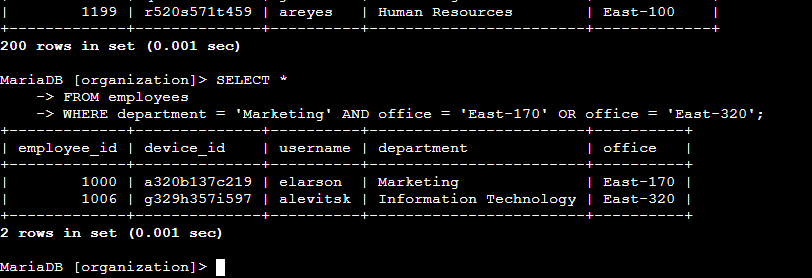 |        1199 | r520s571t459 | areyes   | Human Resources        | East-100    |
+-------------+--------------+----------+------------------------+-------------+
200 rows in set (0.001 sec)
MariaDB [organization]> SELECT *
    -> FROM employees
    -> WHERE department = 'Marketing' AND office = 'East-170' OR office = 'East-320';
+-------------+--------------+----------+------------------------+----------+
| employee_id | device_id    | username | department             | office   |
+-------------+--------------+----------+------------------------+----------+
|        1000 | a320b137c219 | elarson  | Marketing              | East-170 |
|        1006 | g329h357i597 | alevitsk | Information Technology | East-320 |
+-------------+--------------+----------+------------------------+----------+
2 rows in set (0.001 sec)
MariaDB [organization]>